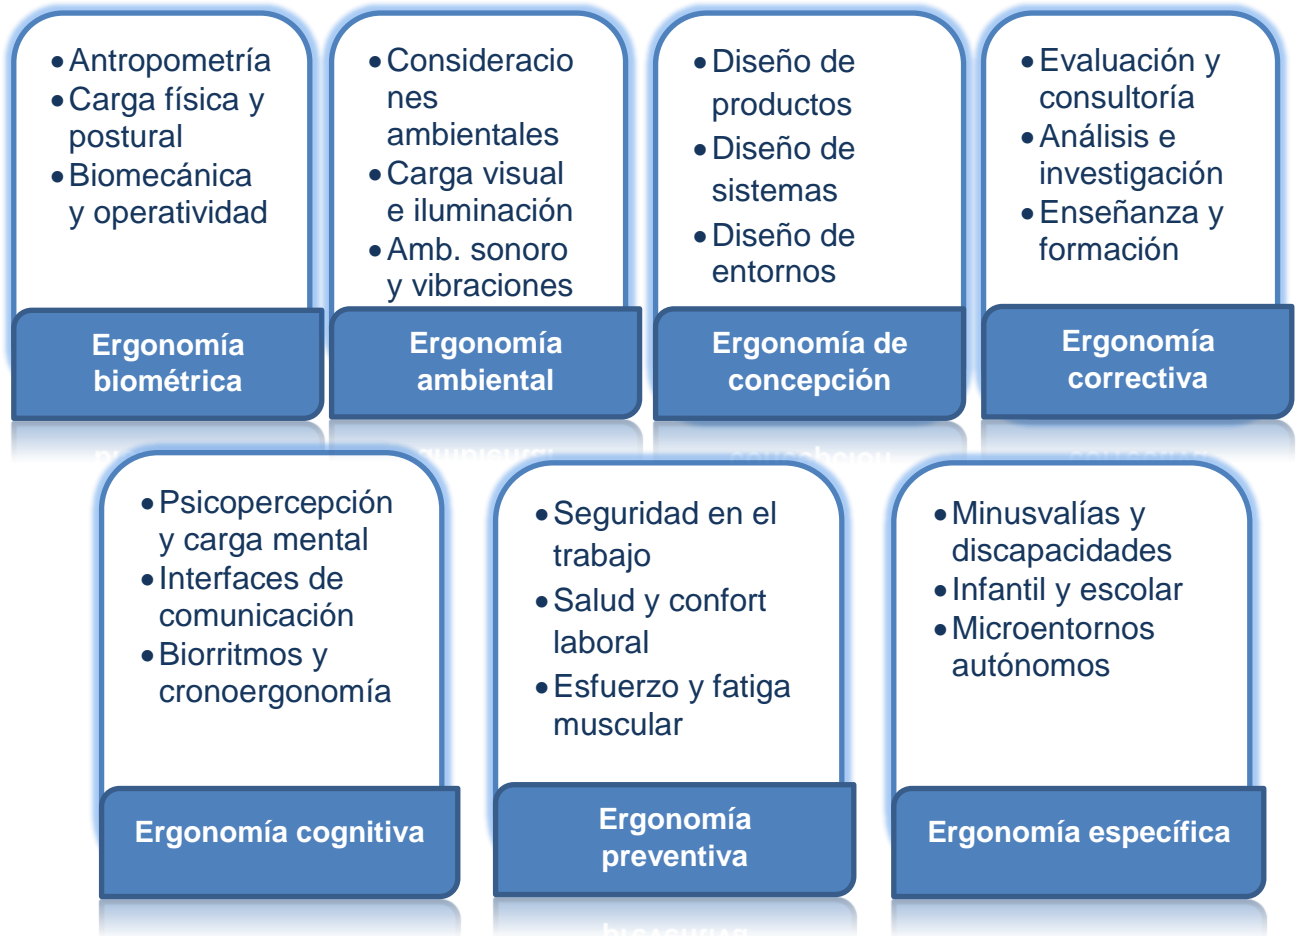 • Antropometría
• Carga física y
postural
• Biomecánica
y operatividad
Ergonomía
biométrica
• Consideracio
nes
ambientales
• Carga visual
e iluminación
• Amb. sonoro
y vibraciones
Ergonomía
ambiental
• Diseño de
productos
• Diseño de
sistemas
• Diseño de
entornos
Ergonomía de
concepción
• Evaluación y
consultoría
• Análisis e
investigación
• Enseñanza y
formación
Ergonomía
correctiva
• Psicopercepción
y carga mental
• Interfaces de
comunicación
• Biorritmos y
cronoergonomía
Ergonomía cognitiva
• Seguridad en el
trabajo
• Salud y confort
laboral
• Esfuerzo y fatiga
muscular
Ergonomía
preventiva
• Minusvalías y
discapacidades
• Infantil y escolar
• Microentornos
autónomos
Ergonomía específica